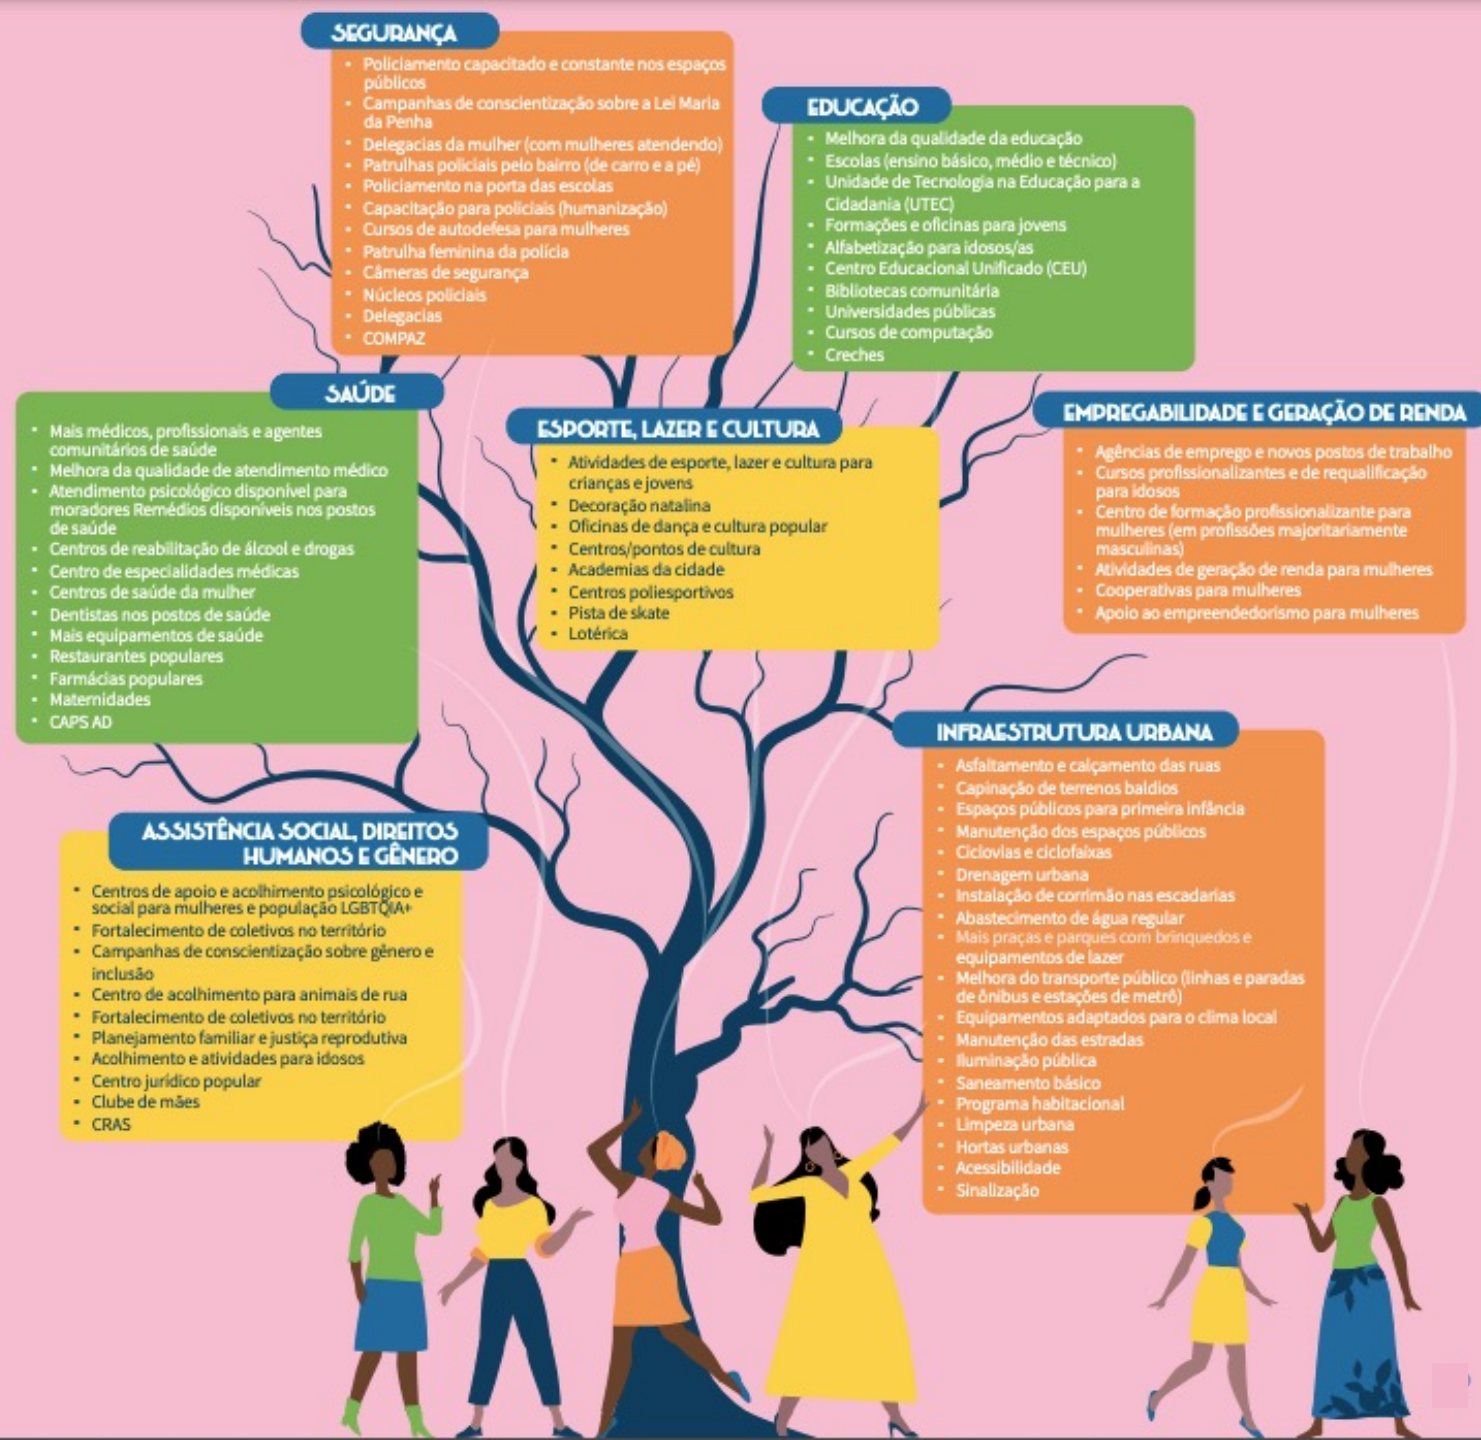 SEGURANÇA
• Policiamento capacitado e constante nos espaços
públicos
• Campanhas de conscientização sobre a Lei Maria
da Penha
• Delegacias da mulher (com mulheres atendendo)
• Patrulhas policiais pelo bairro (de carro e a pé)
• Policiamento na porta das escolas
• Capacitação para policiais (humanização)
• Cursos de autodefesa para mulheres
• Patrulha feminina da polícia
• Câmeras de segurança
• Núcleos policiais
• Delegacias
• COMPAZ
EDUCAÇÃO
• Melhora da qualidade da educação
• Escolas (ensino básico, médio e técnico)
• Unidade de Tecnologia na Educação para a
Cidadania (UTEC)
• Formações e oficinas para jovens
• Alfabetização para idosos/as
• Centro Educacional Unificado (CEU)
• Bibliotecas comunitária
• Universidades públicas
• Cursos de computação
• Creches
SAÚDE
• Mais médicos, profissionais e agentes
comunitários de saúde
• Melhora da qualidade de atendimento médico
• Atendimento psicológico disponível para
moradores Remédios disponíveis nos postos
de saúde
• Centros de reabilitação de álcool e drogas
• Centro de especialidades médicas
• Centros de saúde da mulher
• Dentistas nos postos de saúde
• Mais equipamentos de saúde
• Restaurantes populares
• Farmácias populares
• Maternidades
• CAPS AD
ESPORTE, LAZER E CULTURA
• Atividades de esporte, lazer e cultura para
crianças e jovens
• Decoração natalina
• Oficinas de dança e cultura popular
• Centros/pontos de cultura
• Academias da cidade
• Centros poliesportivos
• Pista de skate
• Lotérica
EMPREGABILIDADE E GERAÇÃO DE RENDA
• Agências de emprego e novos postos de trabalho
• Cursos profissionalizantes e de requalificação
para idosos
• Centro de formação profissionalizante para
mulheres (em profissões majoritariamente
masculinas)
• Atividades de geração de renda para mulheres
• Cooperativas para mulheres
• Apoio ao empreendedorismo para mulheres
INFRAESTRUTURA URBANA
• Asfaltamento e calçamento das ruas
• Capinação de terrenos baldios
• Espaços públicos para primeira infância
• Manutenção dos espaços públicos
• Ciclovias e ciclofaixas
• Drenagem urbana
• Instalação de corrimão nas escadarias
• Abastecimento de água regular
• Mais praças e parques com brinquedos e
equipamentos de lazer
• Melhora do transporte público (linhas e paradas
de ônibus e estações de metrô)
• Equipamentos adaptados para o clima local
• Manutenção das estradas
• Iluminação pública
• Saneamento básico
• Programa habitacional
• Limpeza urbana
• Hortas urbanas
• Acessibilidade
• Sinalização
ASSISTÊNCIA SOCIAL, DIREITOS
HUMANOS E GÊNERO
• Centros de apoio e acolhimento psicológico e
social para mulheres e população LGBTQIA+
• Fortalecimento de coletivos no território
• Campanhas de conscientização sobre gênero e
inclusão
• Centro de acolhimento para animais de rua
• Fortalecimento de coletivos no território
• Planejamento familiar e justiça reprodutiva
• Acolhimento e atividades para idosos
• Centro jurídico popular
• Clube de mães
• CRAS